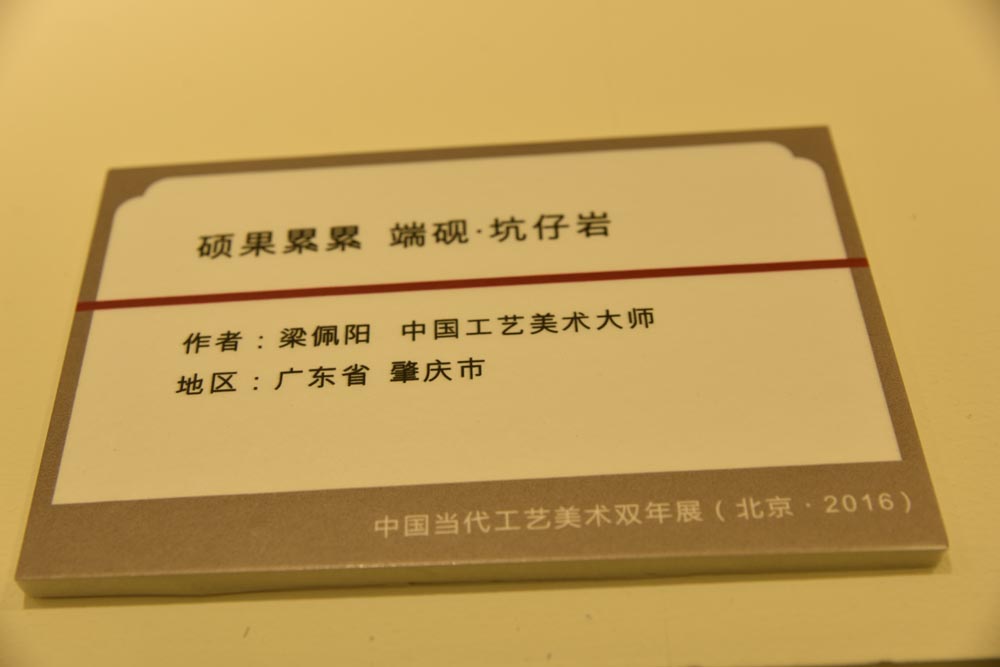 硕果累累 端砚·坑仔岩
作者：梁佩阳 中国工艺美术大师
地区：广东省 肇庆市
中国当代工艺美术双年展（北京·2016）